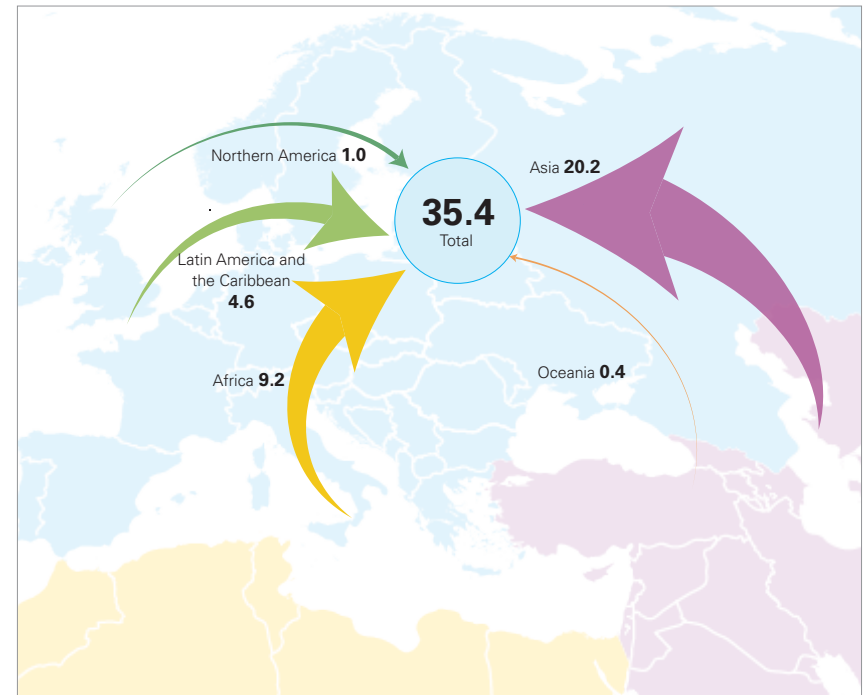 Northern America 1.0
Asia 20.2
35.4
Total
Latin America and
the Caribbean
4.6
Oceania 0.4
Africa 9.2